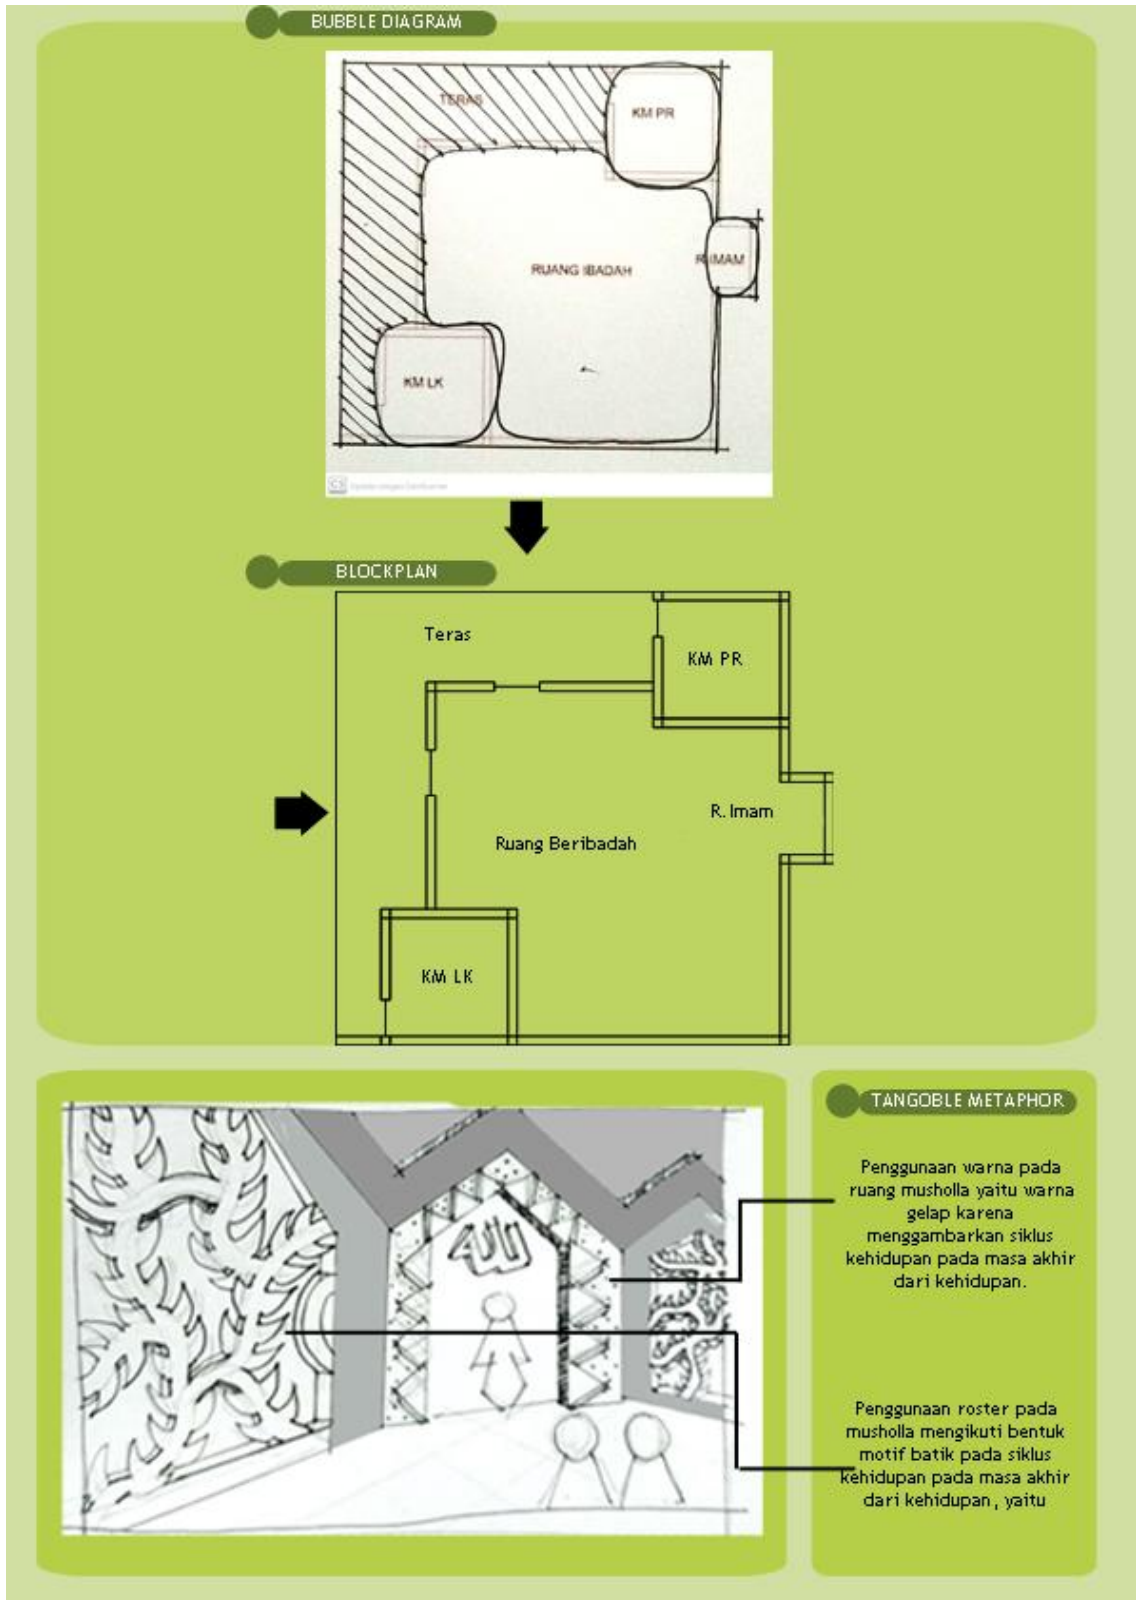 BUBBLE DIAGRAM
TERAS
KM PR
RUANG IBADAH
R. IMAM
KM LK
CS
BLOCKPLAN
Teras
KM PR
R. Imam
Ruang Beribadah
KM LK
TANGOBLE METAPHOR
الله
Penggunaan warna pada
ruang musholla yaitu warna
gelap karena
menggambarkan siklus
kehidupan pada masa akhir
dari kehidupan.
Penggunaan roster pada
musholla mengikuti bentuk
motif batik pada siklus
kehidupan pada masa akhir
dari kehidupan, yaitu